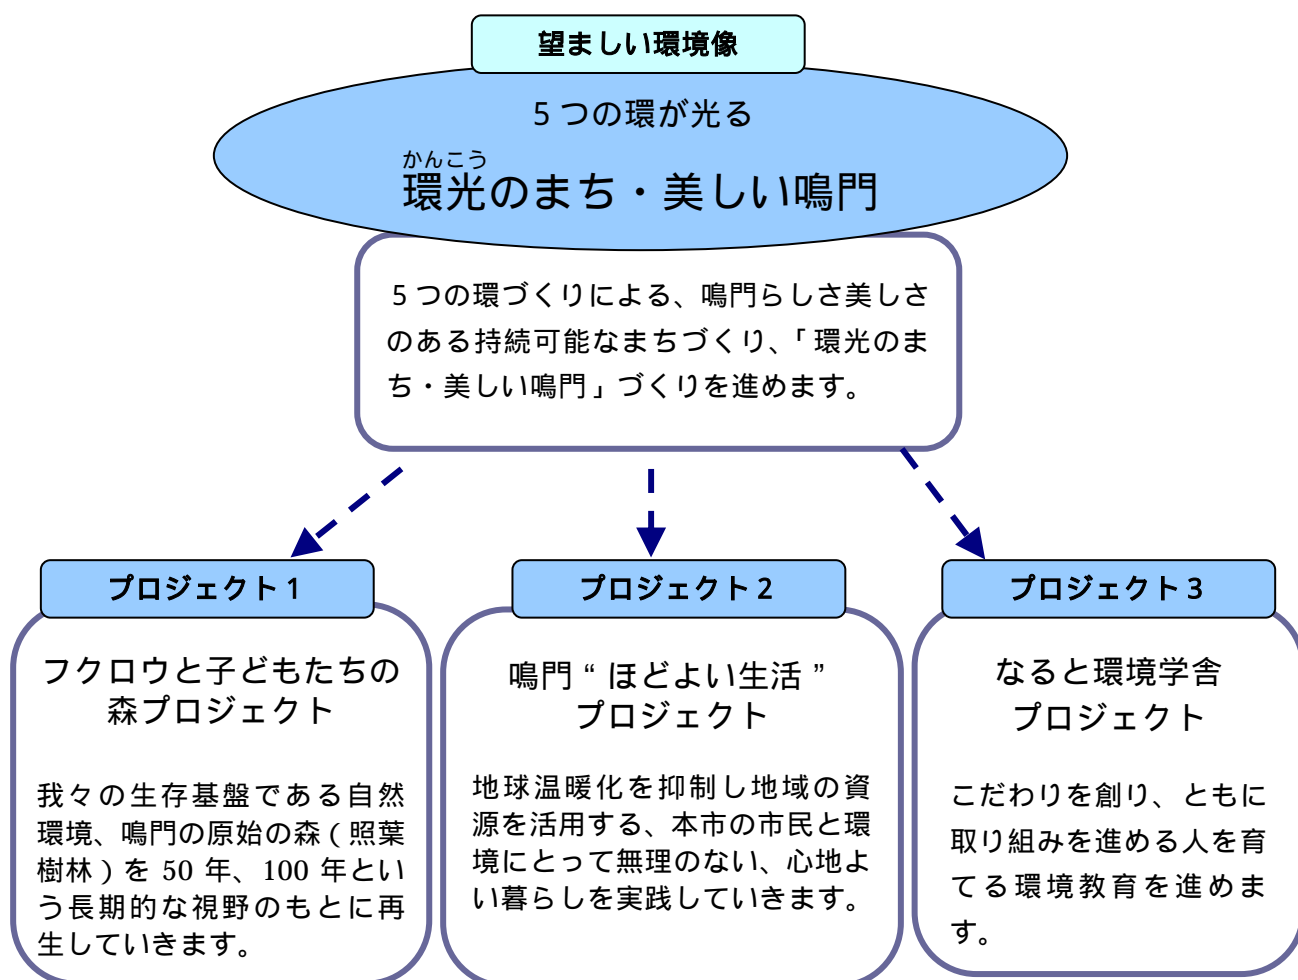 望ましい環境像
５つの環が光る
かんこう
環光のまち・美しい鳴門
５つの環づくりによる、鳴門らしさ美しさ
のある持続可能なまちづくり、「環光のま
ち・美しい鳴門」づくりを進めます。
プロジェクト１
フクロウと子どもたちの
森プロジェクト
我々の生存基盤である自然
環境、鳴門の原始の森（照葉
樹林）を 50 年、100 年とい
う長期的な視野のもとに再
生していきます。
プロジェクト２
鳴門“ほどよい生活”
プロジェクト
地球温暖化を抑制し地域の資
源を活用する、本市の市民と環
境にとって無理のない、心地よ
い暮らしを実践していきます。
プロジェクト３
なると環境学舎
プロジェクト
こだわりを創り、ともに
取り組みを進める人を育
てる環境教育を進めま
す。